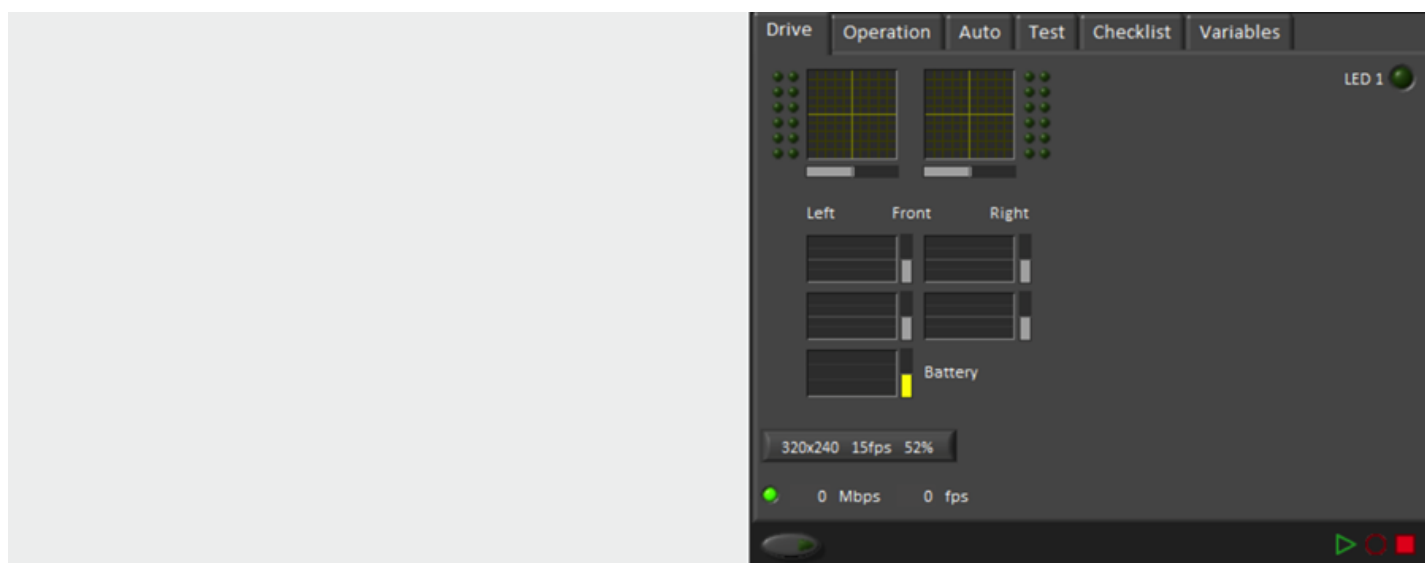 Drive Operation Auto Test Checklist Variables
LED 1
Left Front Right
Battery
320x240 15fps 52%
0 Mbps 0 fps